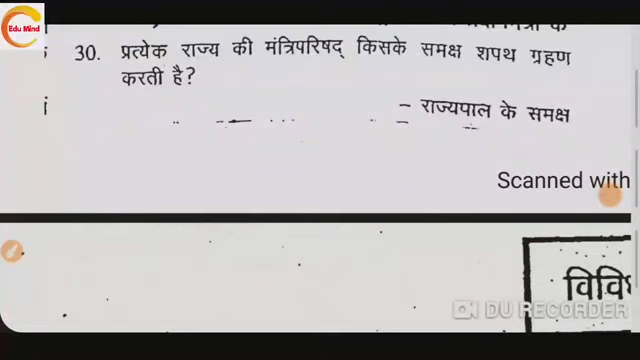 Edu Mind
30. प्रत्येक राज्य की मंत्रिपरिषद् किसके समक्ष शपथ ग्रहण
करती है?
– राज्यपाल के समक्ष
Scanned with
DU RECORDER